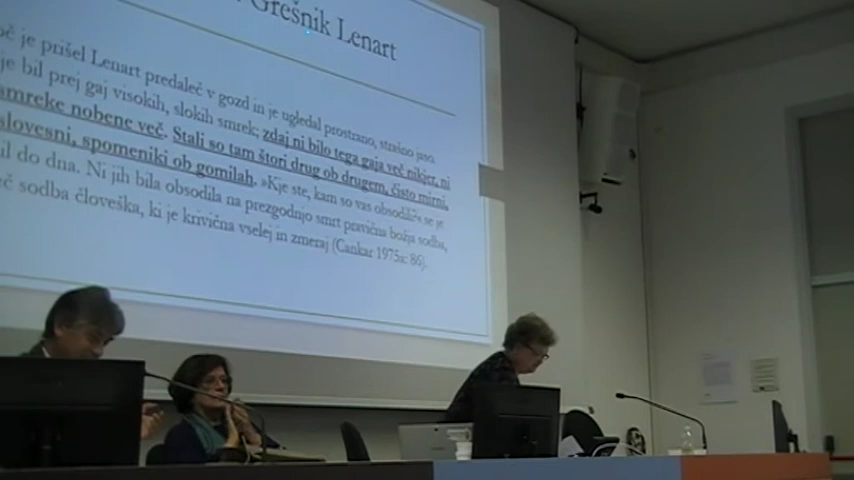 Grešnik Lenart
je prišel Lenart predaleč v gozd in je ugledal prostrano, strašno jaso.
je bil prej gaj visokih, slokih smrek; zdaj ni bilo tega gaja več nikjer, ni
smreke nobene več. Stali so tam štori drug ob drugem, čisto mirni,
slovesni, spomeniki ob gomilah. »Kje ste, kam so vas obsodili?« se je
do dna. Ni jih bila obsodila na prezgodnjo smrt pravična božja sodba,
sodba človeška, ki je krivična vselej in zmeraj (Cankar 1975a: 86).